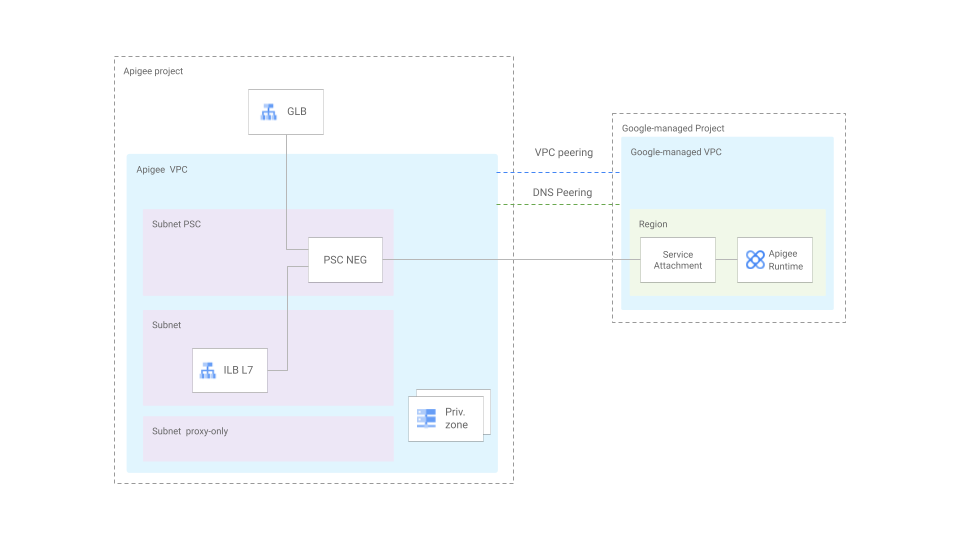 Apigee project
GLB
Apigee VPC
Subnet PSC
PSC NEG
Subnet
ILB L7
Subnet proxy-only
Priv.
zone
VPC peering
DNS Peering
Google-managed Project
Google-managed VPC
Region
Service
Attachment
Apigee
Runtime